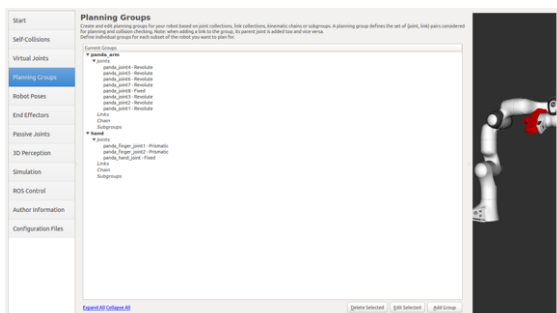 Start
Self-Collisions
Virtual Joints
Planning Groups
Robot Poses
End Effectors
Passive Joints
3D Perception
Simulation
ROS Control
Author Information
Configuration Files
Planning Groups
Create and edit planning groups for your robot based on joint collections, link collections, kinematic chains or subgroups. A planning group defines the set of (joint, link) pairs considered
for planning and collision checking. Note: when adding a link to the group, its parent joint is added too and vice versa.
Define individual groups for each subset of the robot you want to plan for.
Current Groups
panda_arm
Joints
panda_joint4 - Revolute
panda_joint5 - Revolute
panda_joint6 - Revolute
panda_joint7 - Revolute
panda_joint8 - Fixed
panda_joint3 - Revolute
panda_joint2 - Revolute
panda_joint1 - Revolute
Links
Chain
Subgroups
hand
Joints
panda_finger_joint1 - Prismatic
panda_finger_joint2 - Prismatic
panda_hand_joint - Fixed
Links
Chain
Subgroups
Expand All Collapse All
Delete Selected
Edit Selected
Add Group